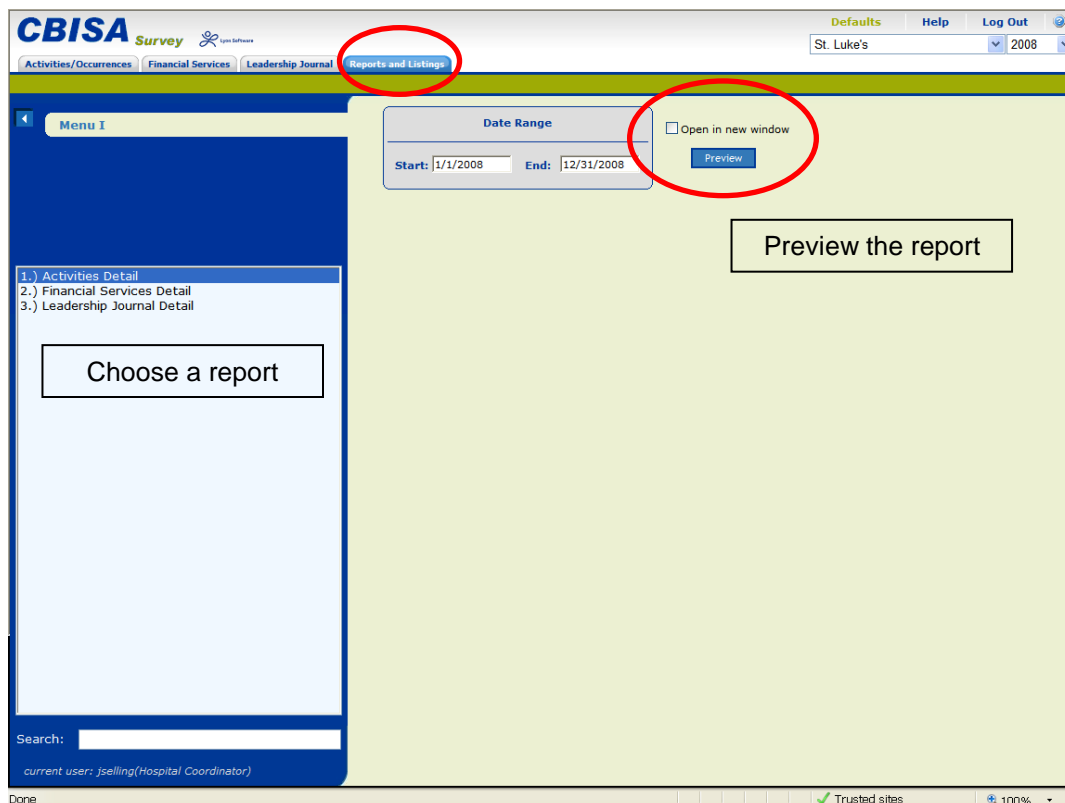 CBISA Survey Lynn Software
Defaults Help Log Out
St. Luke's 2008
Activities/Occurrences Financial Services Leadership Journal Reports and Listings
Menu I
Date Range
Start: 1/1/2008 End: 12/31/2008
Open in new window
Preview
Preview the report
1.) Activities Detail
2.) Financial Services Detail
3.) Leadership Journal Detail
Choose a report
Search:
current user: jselling(Hospital Coordinator)
Done Trusted sites 100%